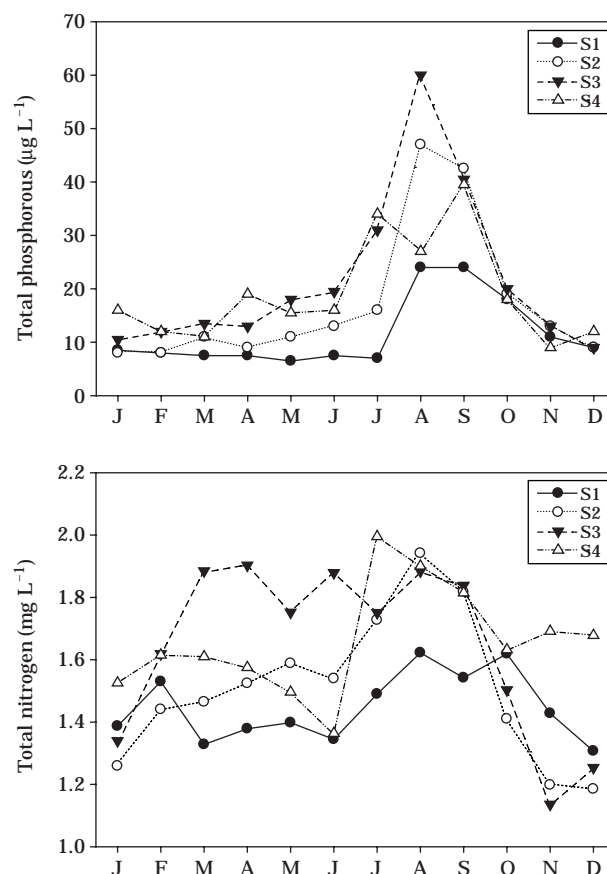 Total phosphorous (µg L⁻¹)
70
60
50
40
30
20
10
0
S1
S2
S3
S4
J F M A M J J A S O N D
Total nitrogen (mg L⁻¹)
2.2
2.0
1.8
1.6
1.4
1.2
1.0
S1
S2
S3
S4
J F M A M J J A S O N D